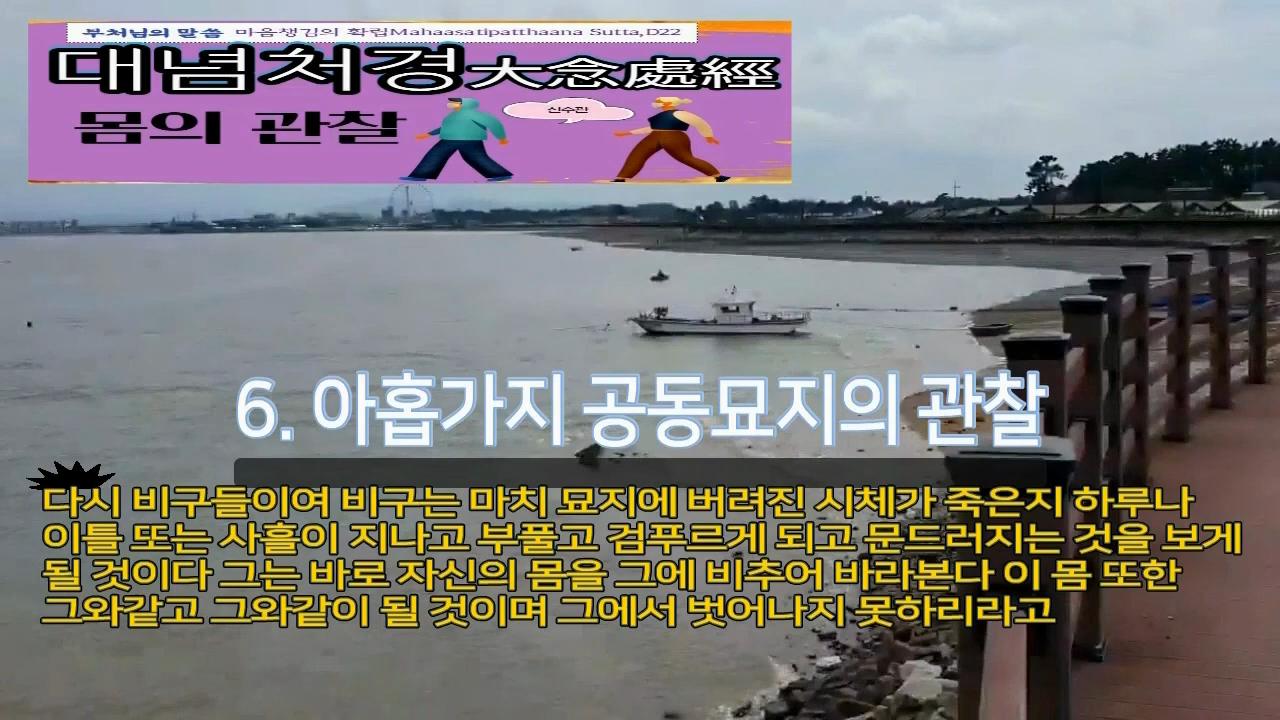 부처님의 말씀 마음챙김의 확립Mahaasatipatthaana Sutta,D22
대념처경大念處經
몸의 관찰
신수관
6. 아홉가지 공동묘지의 관찰
다시 비구들이여 비구는 마치 묘지에 버려진 시체가 죽은지 하루나
이틀 또는 사흘이 지나고 부풀고 검푸르게 되고 문드러지는 것을 보게
될 것이다 그는 바로 자신의 몸을 그에 비추어 바라본다 이 몸 또한
그와같고 그와같이 될 것이며 그에서 벗어나지 못하리라고